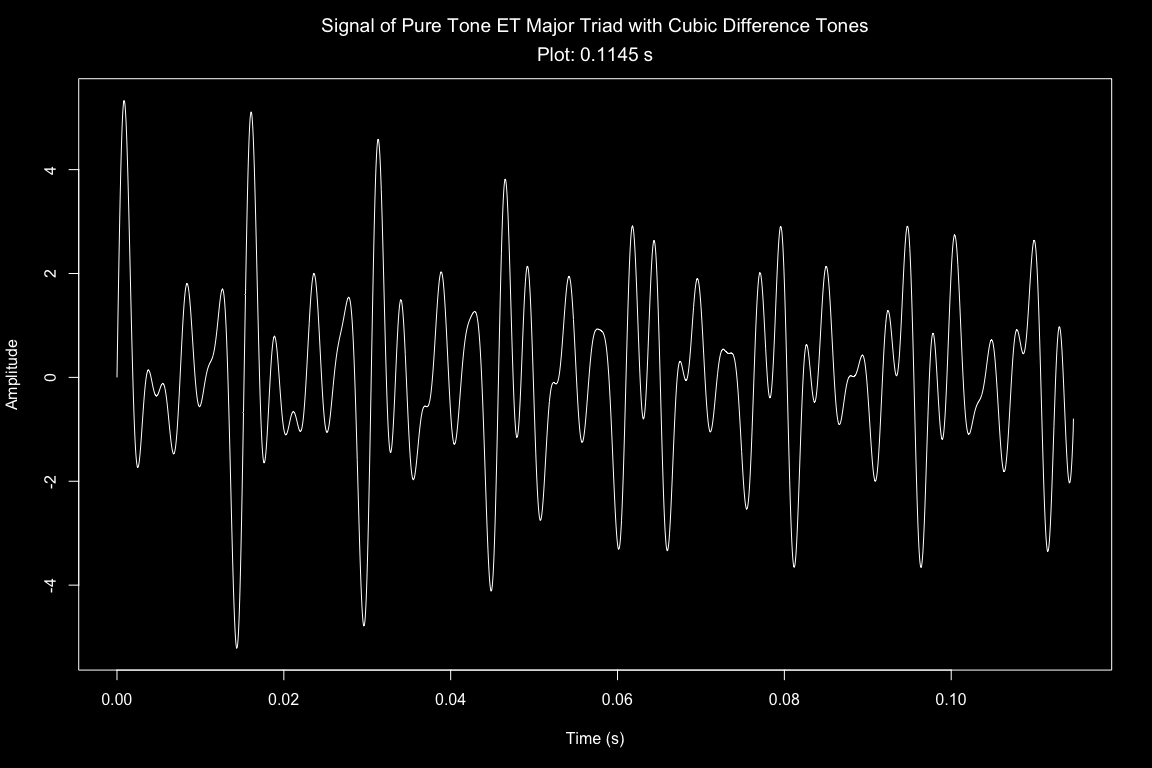 Signal of Pure Tone ET Major Triad with Cubic Difference Tones
Plot: 0.1145 s
Amplitude
4
2
0
-2
-4
0.00 0.02 0.04 0.06 0.08 0.10
Time (s)